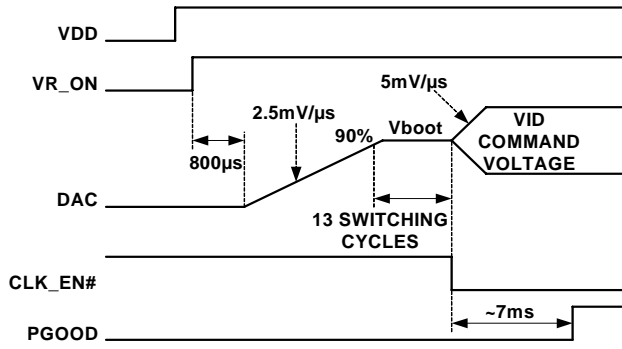 VDD
VR_ON
5mV/µs
2.5mV/µs
90%
Vboot
VID
COMMAND
VOLTAGE
800µs
DAC
13 SWITCHING
CYCLES
CLK_EN#
~7ms
PGOOD